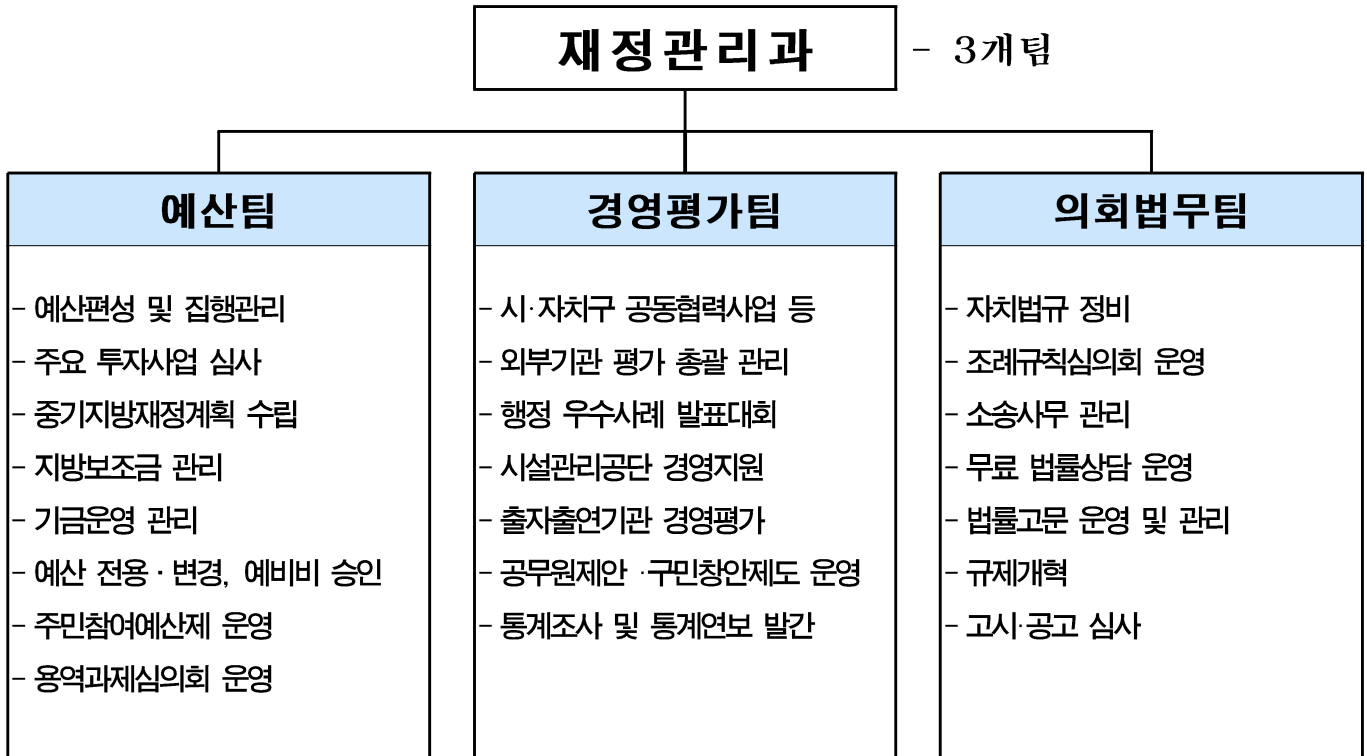 재정관리과 - 3개팀
예산팀
- 예산편성 및 집행관리
- 주요 투자사업 심사
- 중기지방재정계획 수립
- 지방보조금 관리
- 기금운영 관리
- 예산 전용·변경, 예비비 승인
- 주민참여예산제 운영
- 용역과제심의회 운영
경영평가팀
- 시·자치구 공동협력사업 등
- 외부기관 평가 총괄 관리
- 행정 우수사례 발표대회
- 시설관리공단 경영지원
- 출자출연기관 경영평가
- 공무원제안·구민창안제도 운영
- 통계조사 및 통계연보 발간
의회법무팀
- 자치법규 정비
- 조례규칙심의회 운영
- 소송사무 관리
- 무료 법률상담 운영
- 법률고문 운영 및 관리
- 규제개혁
- 고시·공고 심사